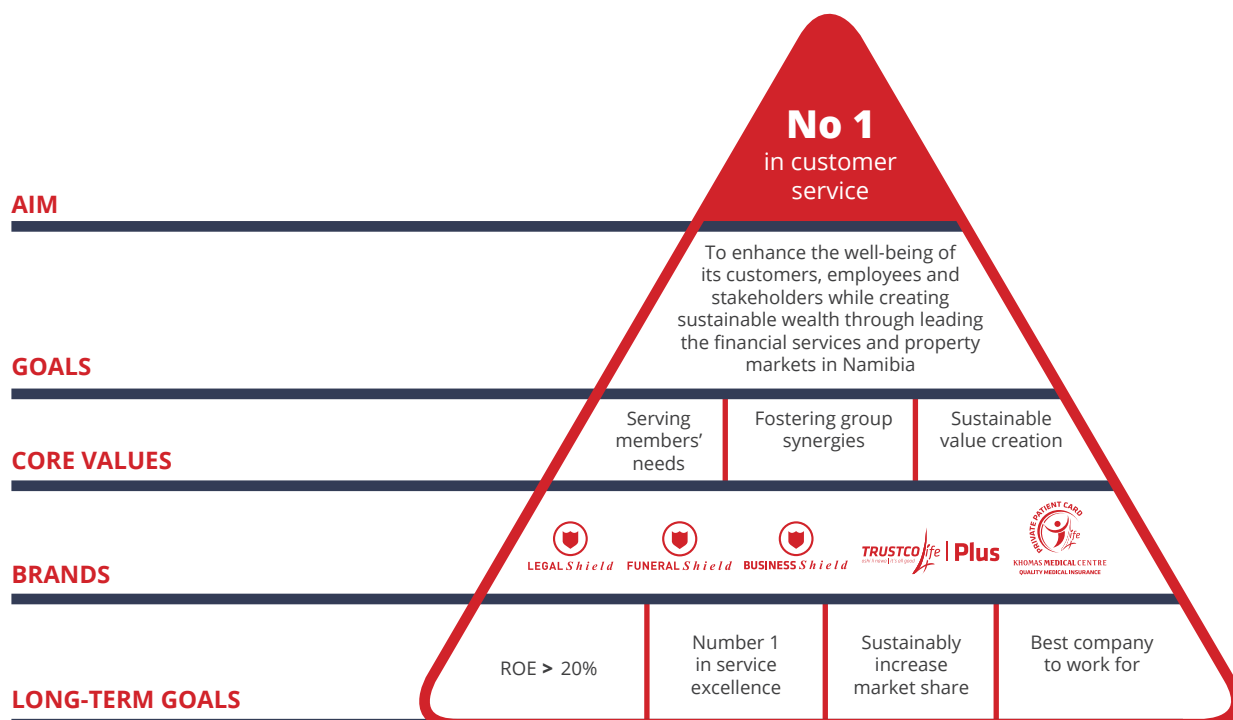 No 1
in customer
service
AIM
To enhance the well-being of
its customers, employees and
stakeholders while creating
sustainable wealth through leading
the financial services and property
markets in Namibia
GOALS
Serving
members’
needs
Fostering group
synergies
Sustainable
value creation
CORE VALUES
LEGAL Shield
FUNERAL Shield
BUSINESS Shield
TRUSTCO life | Plus
PRIVATE PATIENT CARD
life
KHOMAS MEDICAL CENTRE
QUALITY MEDICAL INSURANCE
BRANDS
ROE > 20%
Number 1
in service
excellence
Sustainably
increase
market share
Best company
to work for
LONG-TERM GOALS